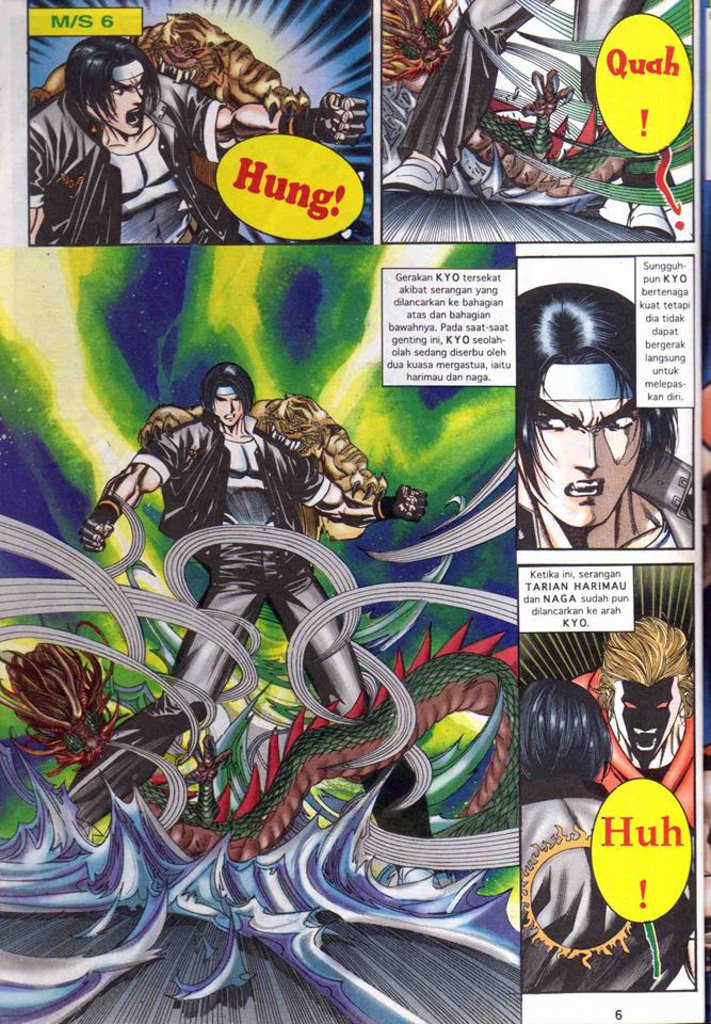 M/S 6
Hung!
Quah
!
Gerakan KYO tersekat
akibat serangan yang
dilancarkan ke bahagian
atas dan bahagian
bawahnya. Pada saat-saat
genting ini, KYO seolah-
olah sedang diserbu oleh
dua kuasa mergastua, iaitu
harimau dan naga.
Sungguh-
pun KYO
bertenaga
kuat tetapi
dia tidak
dapat
bergerak
langsung
untuk
melepas-
kan diri.
Ketika ini, serangan
TARIAN HARIMAU
dan NAGA sudah pun
dilancarkan ke arah
KYO.
Huh
!
6